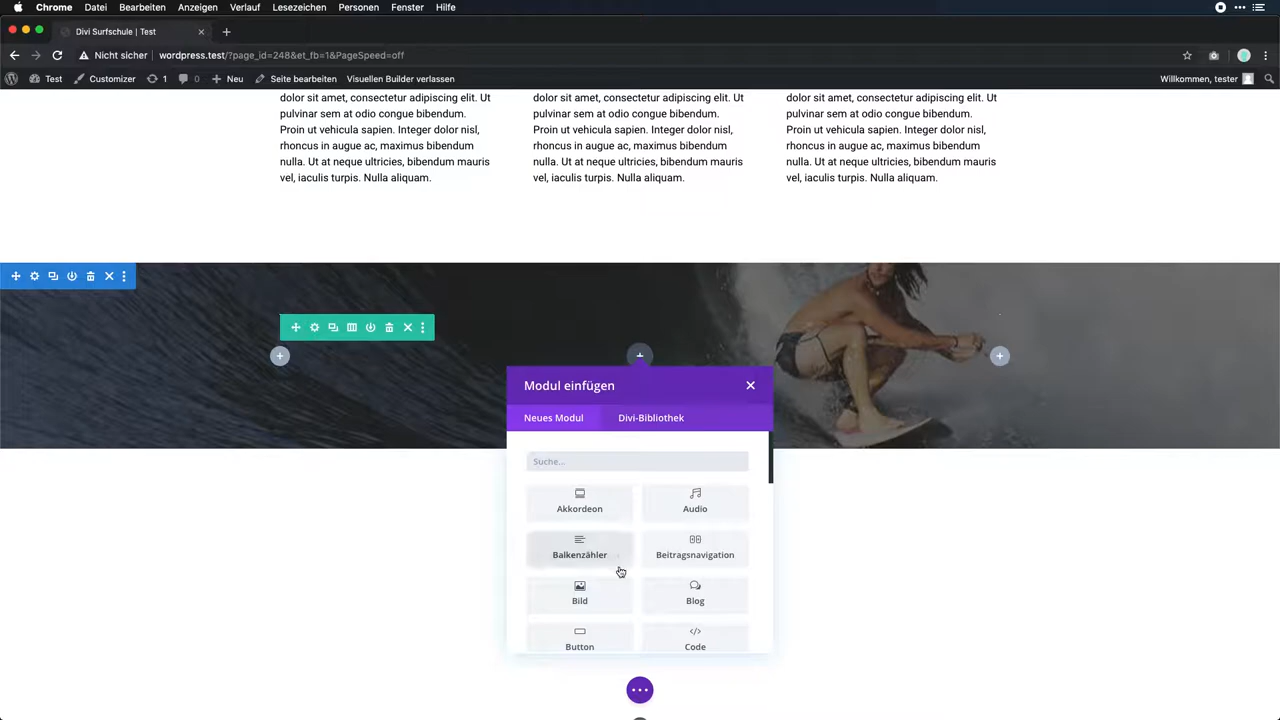 Chrome Datei Bearbeiten Anzeigen Verlauf Lesezeichen Personen Fenster Hilfe
Divi Surfschule | Test
Nicht sicher wordpress.test/?page_id=248&et_fb=1&PageSpeed=off
Test Customizer 1 0 Neu Seite bearbeiten Visuellen Builder verlassen Willkommen, tester
dolor sit amet, consectetur adipiscing elit. Ut
pulvinar sem at odio congue bibendum.
Proin ut vehicula sapien. Integer dolor nisl,
rhoncus in augue ac, maximus bibendum
nulla. Ut at neque ultricies, bibendum mauris
vel, iaculis turpis. Nulla aliquam.
dolor sit amet, consectetur adipiscing elit. Ut
pulvinar sem at odio congue bibendum.
Proin ut vehicula sapien. Integer dolor nisl,
rhoncus in augue ac, maximus bibendum
nulla. Ut at neque ultricies, bibendum mauris
vel, iaculis turpis. Nulla aliquam.
dolor sit amet, consectetur adipiscing elit. Ut
pulvinar sem at odio congue bibendum.
Proin ut vehicula sapien. Integer dolor nisl,
rhoncus in augue ac, maximus bibendum
nulla. Ut at neque ultricies, bibendum mauris
vel, iaculis turpis. Nulla aliquam.
Modul einfügen
Neues Modul Divi-Bibliothek
Suche...
Akkordeon Audio
Balkenzähler Beitragsnavigation
Bild Blog
Button Code